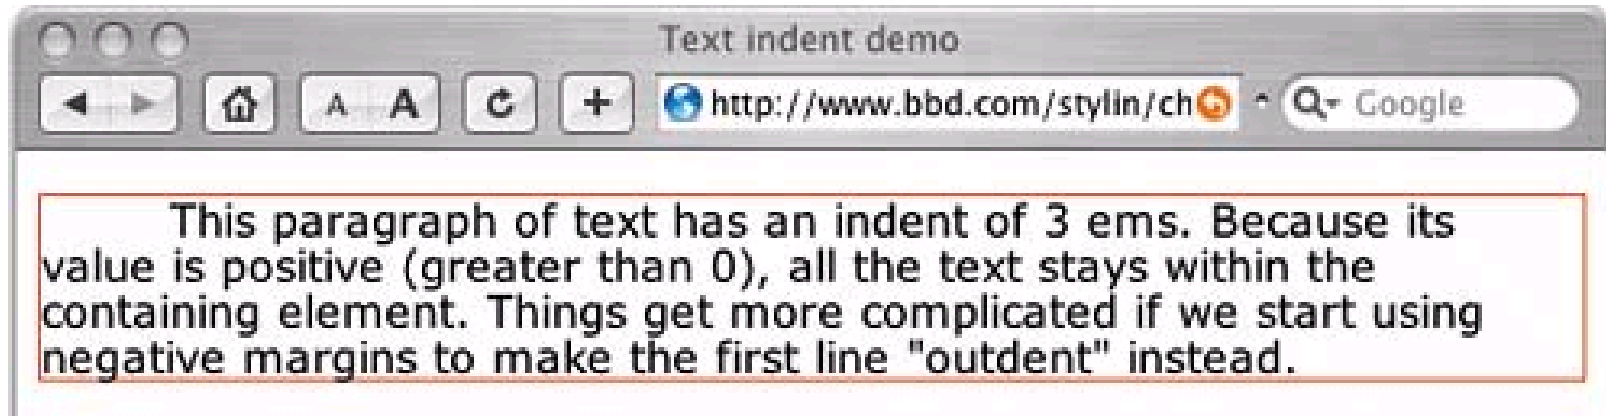 Text indent demo
A A http://www.bbd.com/stylin/ch Google
This paragraph of text has an indent of 3 ems. Because its
value is positive (greater than 0), all the text stays within the
containing element. Things get more complicated if we start using
negative margins to make the first line "outdent" instead.